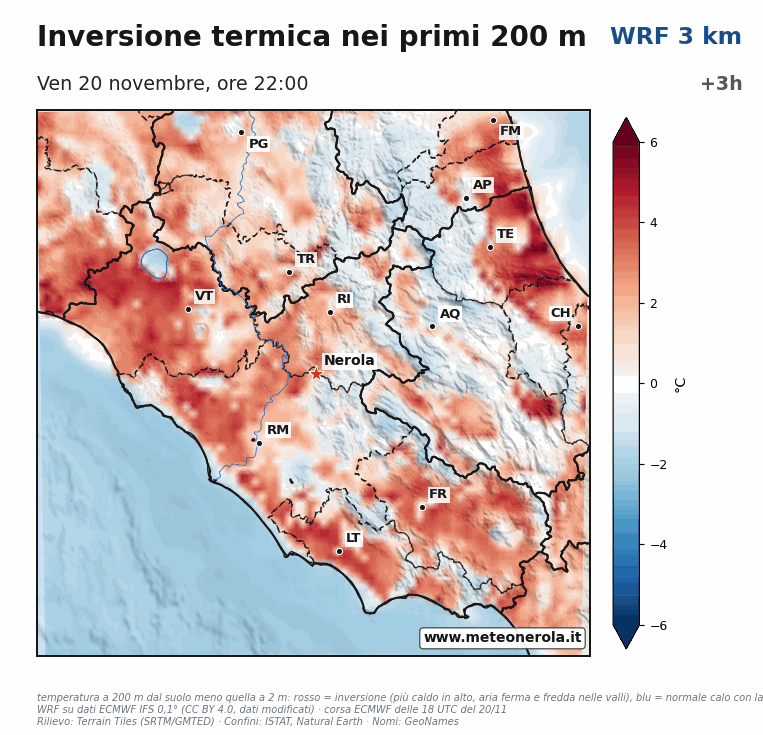 Inversione termica nei primi 200 m
WRF 3 km
Ven 20 novembre, ore 22:00
+3h
FM
PG
AP
TE
TR
VT
RI
AQ
CH
Nerola
RM
FR
LT
6
4
2
0
−2
−4
−6
°C
www.meteonerola.it
temperatura a 200 m dal suolo meno quella a 2 m: rosso = inversione (più caldo in alto, aria ferma e fredda nelle valli), blu = normale calo con la
WRF su dati ECMWF IFS 0,1° (CC BY 4.0, dati modificati) · corsa ECMWF delle 18 UTC del 20/11
Rilievo: Terrain Tiles (SRTM/GMTED) · Confini: ISTAT, Natural Earth · Nomi: GeoNames